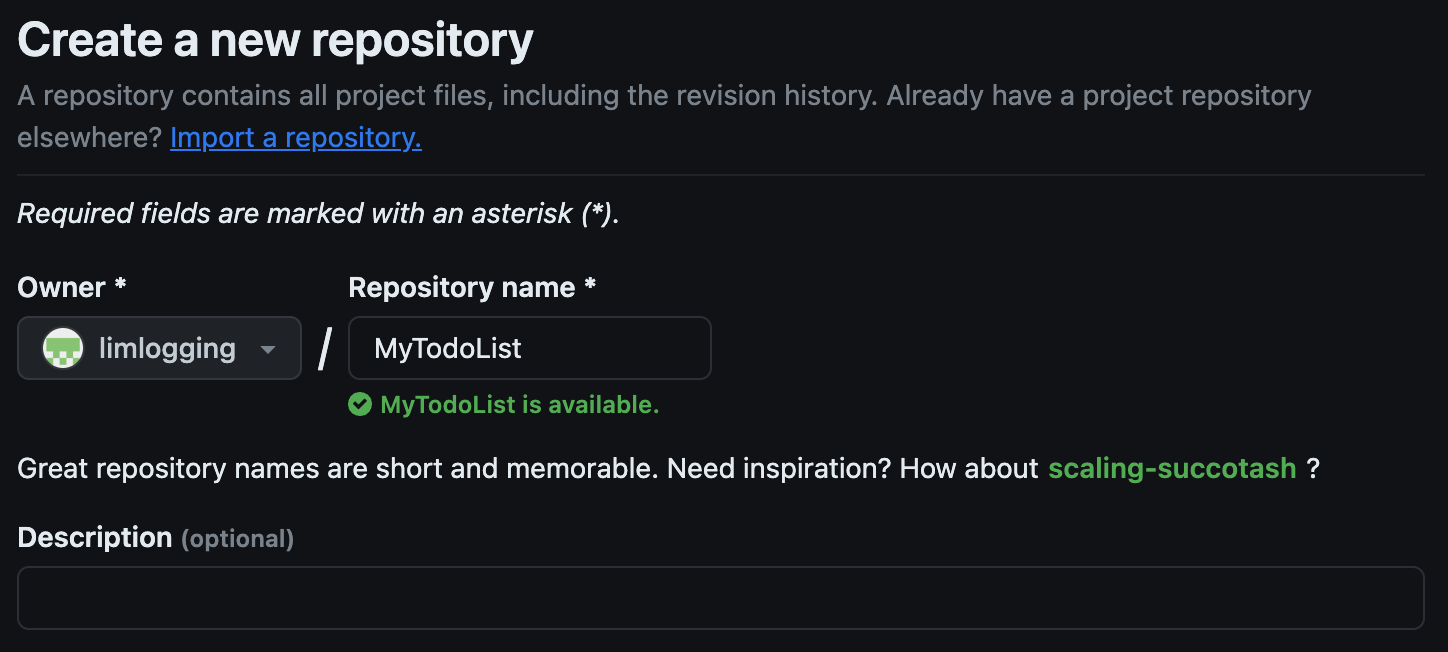 Create a new repository
A repository contains all project files, including the revision history. Already have a project repository
elsewhere? Import a repository.
Required fields are marked with an asterisk (*).
Owner * Repository name *
limlogging / MyTodoList
MyTodoList is available.
Great repository names are short and memorable. Need inspiration? How about scaling-succotash ?
Description (optional)